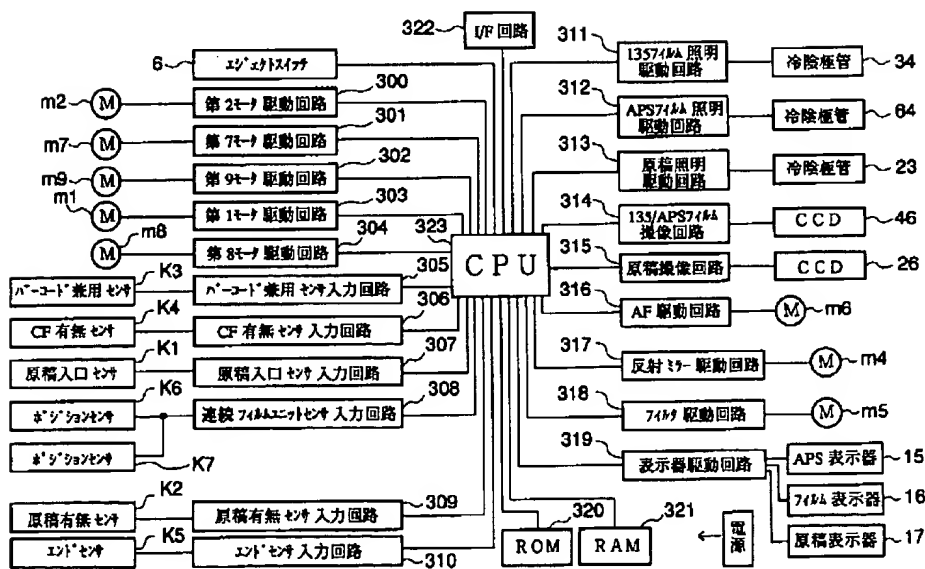 322
I/F 回路
6
エジェクトスイッチ
m2
M
第2モータ 駆動回路
300
m7
M
第7モータ 駆動回路
301
m9
M
第9モータ 駆動回路
302
m1
M
第1モータ 駆動回路
303
m8
M
第8モータ 駆動回路
304
323
CPU
K3
バーコード 兼用 センサ
バーコード 兼用 センサ入力回路
305
K4
CF 有無 センサ
CF 有無 センサ 入力回路
306
K1
原稿入口 センサ
原稿入口 センサ 入力回路
307
K6
ポジションセンサ
連続 フィルムユニットセンサ 入力回路
308
ポジションセンサ
K7
K2
原稿有無 センサ
原稿有無 センサ 入力回路
309
K5
エンドセンサ
エンドセンサ 入力回路
310
311
135フィルム 照明
駆動回路
冷陰極管
34
312
APSフィルム 照明
駆動回路
冷陰極管
64
313
原稿照明
駆動回路
冷陰極管
23
314
135/APSフィルム
撮像回路
CCD
46
315
原稿撮像回路
CCD
26
316
AF 駆動回路
M
m6
317
反射 ミラー 駆動回路
M
m4
318
フィルタ 駆動回路
M
m5
319
表示器駆動回路
APS 表示器
15
フィルム 表示器
16
原稿表示器
17
320
ROM
321
RAM
電源